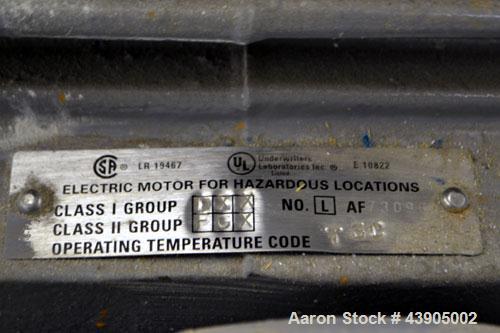 SA ® LR 19467 UL Underwriters Laboratories Inc. ® Listed E 10822
ELECTRIC MOTOR FOR HAZARDOUS LOCATIONS
CLASS I GROUP D X X NO. L AF
CLASS II GROUP F G X
OPERATING TEMPERATURE CODE
Aaron Stock # 43905002